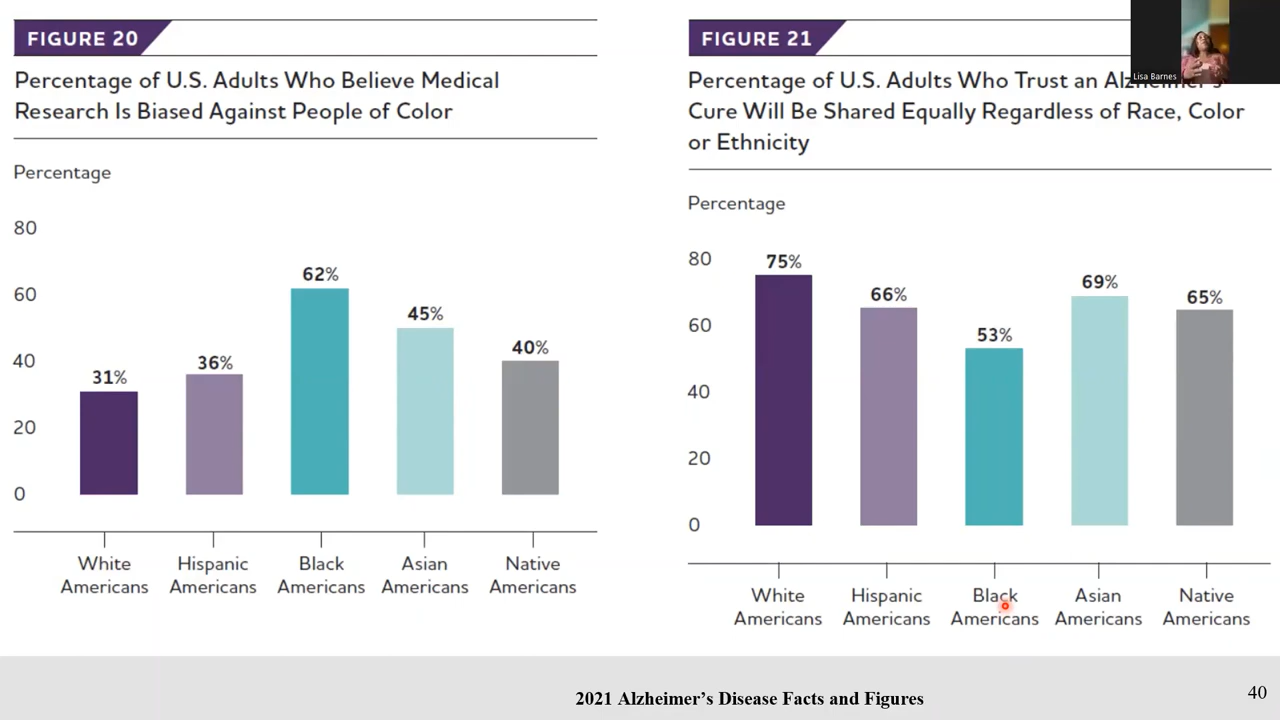 FIGURE 20
Percentage of U.S. Adults Who Believe Medical
Research Is Biased Against People of Color
Percentage
80
60
40
20
0
31%
36%
62%
45%
40%
White
Americans
Hispanic
Americans
Black
Americans
Asian
Americans
Native
Americans
FIGURE 21
Percentage of U.S. Adults Who Trust an Alzheimer's
Cure Will Be Shared Equally Regardless of Race, Color
or Ethnicity
Percentage
80
60
40
20
0
75%
66%
53%
69%
65%
White
Americans
Hispanic
Americans
Black
Americans
Asian
Americans
Native
Americans
Lisa Barnes
2021 Alzheimer’s Disease Facts and Figures
40